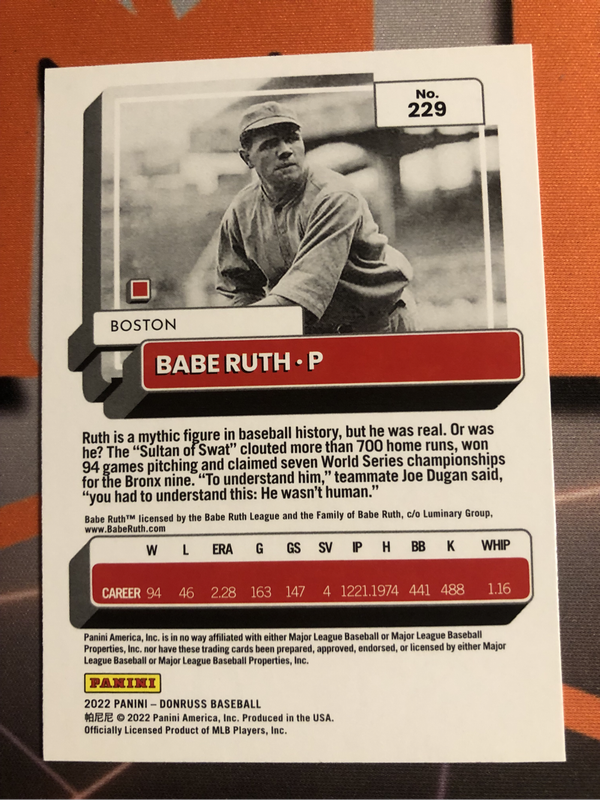 No.
229
BOSTON
BABE RUTH · P
Ruth is a mythic figure in baseball history, but he was real. Or was
he? The “Sultan of Swat” clouted more than 700 home runs, won
94 games pitching and claimed seven World Series championships
for the Bronx nine. “To understand him,” teammate Joe Dugan said,
“you had to understand this: He wasn’t human.”
Babe Ruth™ licensed by the Babe Ruth League and the Family of Babe Ruth, c/o Luminary Group,
www.BabeRuth.com
W L ERA G GS SV IP H BB K WHIP
CAREER 94 46 2.28 163 147 4 1221.1 974 441 488 1.16
Panini America, Inc. is in no way affiliated with either Major League Baseball or Major League Baseball
Properties, Inc. nor have these trading cards been prepared, approved, endorsed, or licensed by either Major
League Baseball or Major League Baseball Properties, Inc.
PANINI
2022 PANINI – DONRUSS BASEBALL
帕尼尼 © 2022 Panini America, Inc. Produced in the USA.
Officially Licensed Product of MLB Players, Inc.